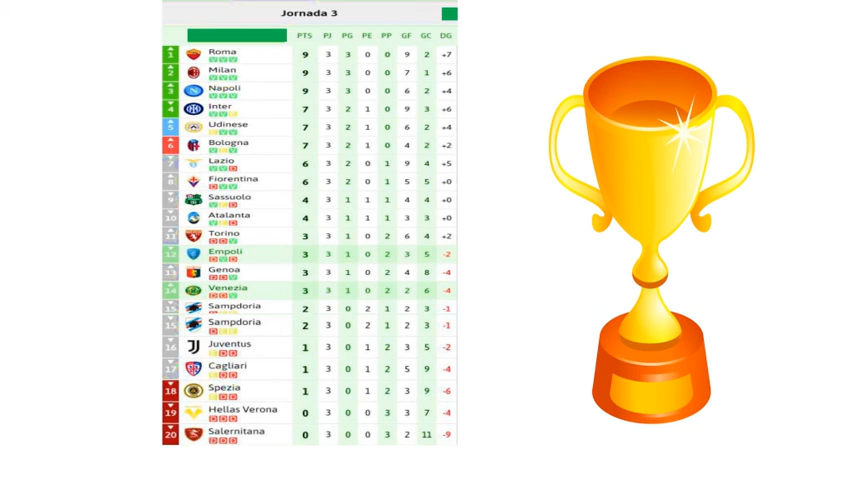 Jornada 3
PTS PJ PG PE PP GF GC DG
1 Roma 9 3 3 0 0 9 2 +7
V V V
2 Milan 9 3 3 0 0 7 1 +6
V V V
3 Napoli 9 3 3 0 0 6 2 +4
V V V
4 Inter 7 3 2 1 0 9 3 +6
V V E
5 Udinese 7 3 2 1 0 6 2 +4
E V V
6 Bologna 7 3 2 1 0 4 2 +2
V E V
7 Lazio 6 3 2 0 1 9 4 +5
V V D
8 Fiorentina 6 3 2 0 1 5 5 +0
D V V
9 Sassuolo 4 3 1 1 1 4 4 +0
V E D
10 Atalanta 4 3 1 1 1 3 3 +0
V E D
11 Torino 3 3 1 0 2 6 4 +2
D D V
12 Empoli 3 3 1 0 2 3 5 -2
D V D
13 Genoa 3 3 1 0 2 4 8 -4
D D V
14 Venezia 3 3 1 0 2 2 6 -4
D D V
15 Sampdoria 2 3 0 2 1 2 3 -1
15 Sampdoria 2 3 0 2 1 2 3 -1
D E E
16 Juventus 1 3 0 1 2 3 5 -2
E D D
17 Cagliari 1 3 0 1 2 5 9 -4
E D D
18 Spezia 1 3 0 1 2 3 9 -6
E D D
19 Hellas Verona 0 3 0 0 3 3 7 -4
D D D
20 Salernitana 0 3 0 0 3 2 11 -9
D D D